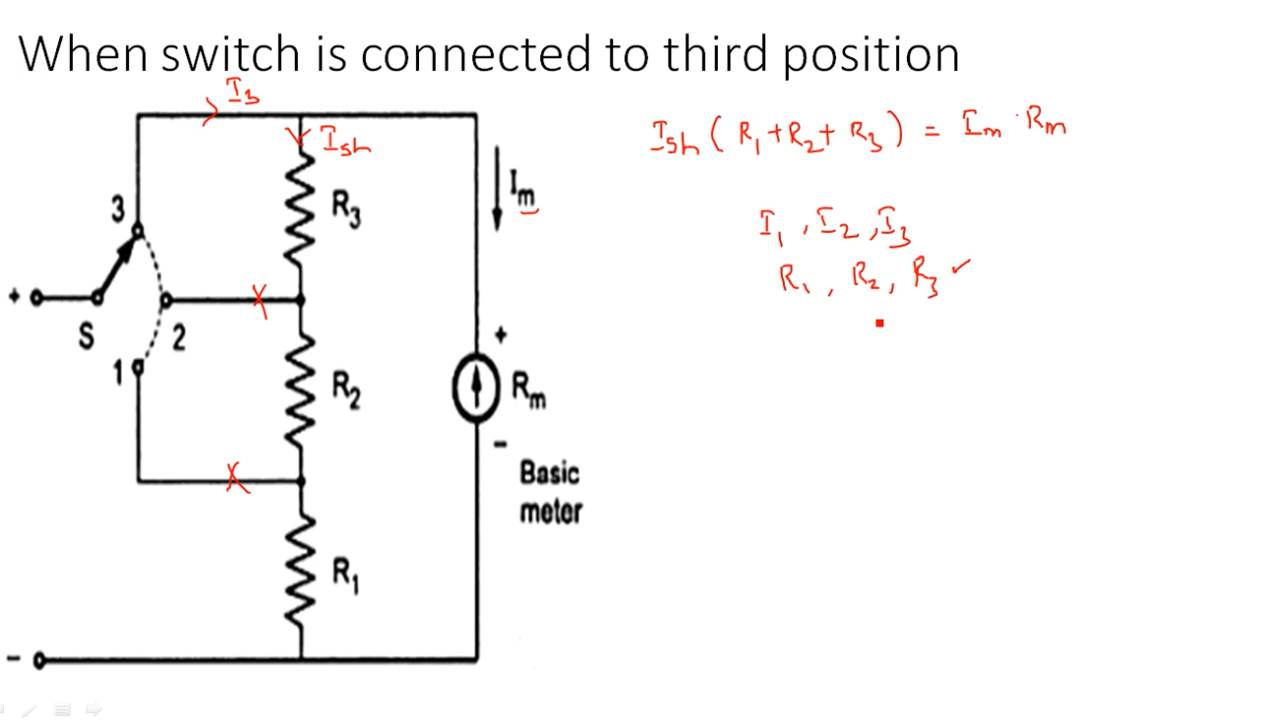 When switch is connected to third position
I3
Ish
R3
Im
3
+
S
2
1
R2
+
Rm
-
Basic
meter
R1
-
Ish ( R1 + R2 + R3 ) = Im · Rm
I1 , I2 , I3
R1 , R2 , R3 ✓